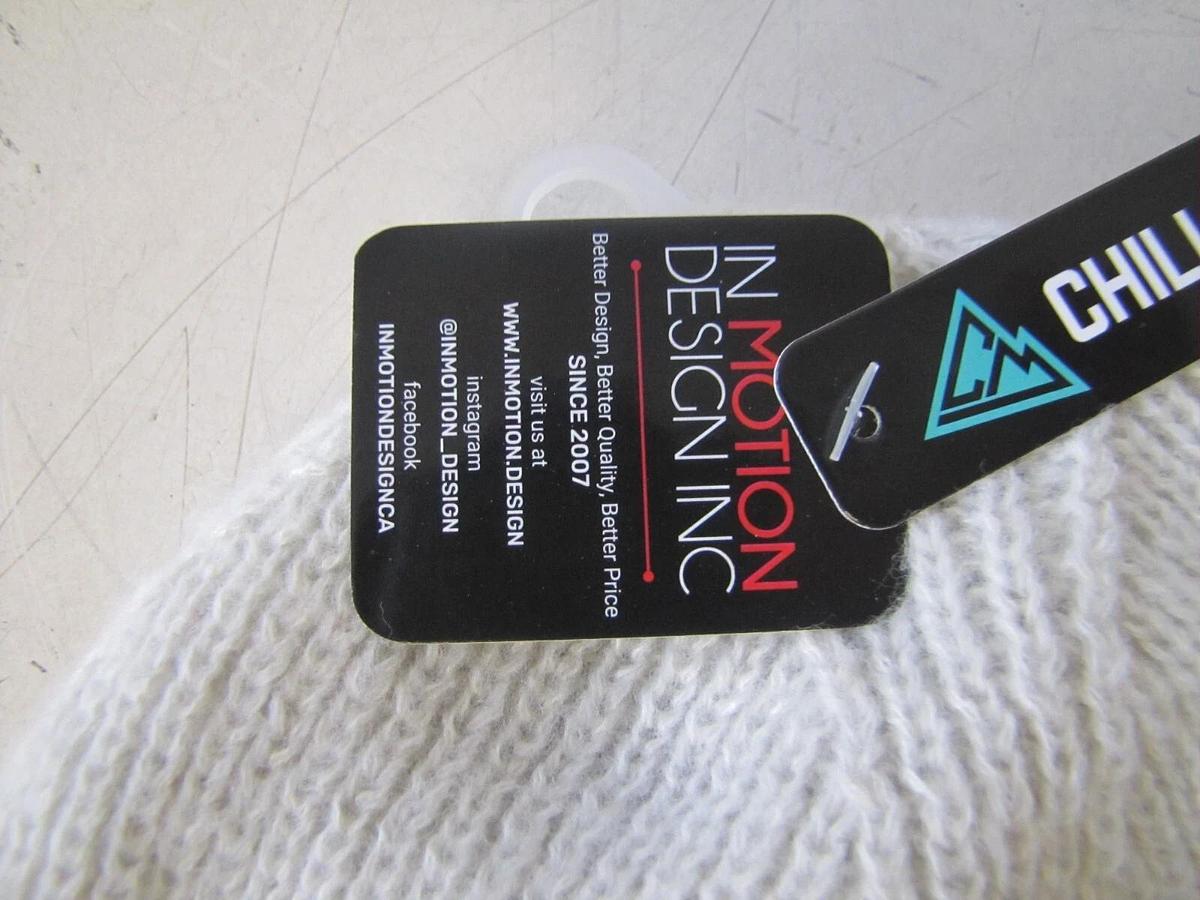 IN MOTION
DESIGN INC
Better Design, Better Quality, Better Price
SINCE 2007
visit us at
WWW.INMOTION.DESIGN
instagram
@INMOTION_DESIGN
facebook
INMOTIONDESIGNCA
CM
CHILL